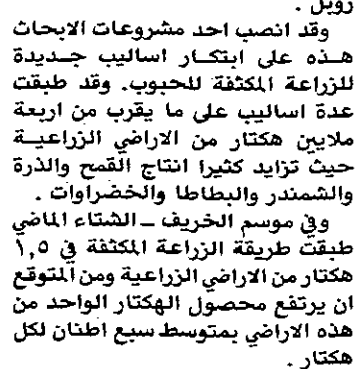 روبل .
وقد انصب احد مشروعات الابحاث
هذه على ابتكار اساليب جديدة
للزراعة المكثفة للحبوب. وقد طبقت
عدة اساليب على ما يقرب من اربعة
ملايين هكتار من الاراضي الزراعية
حيث تزايد كثيرا انتاج القمح والذرة
والشمندر والبطاطا والخضراوات .
وفي موسم الخريف ـ الشتاء الماضي
طبقت طريقة الزراعة المكثفة في ١,٥
هكتار من الاراضي الزراعية ومن المتوقع
ان يرتفع محصول الهكتار الواحد من
هذه الاراضي بمتوسط سبع اطنان لكل
هكتار .